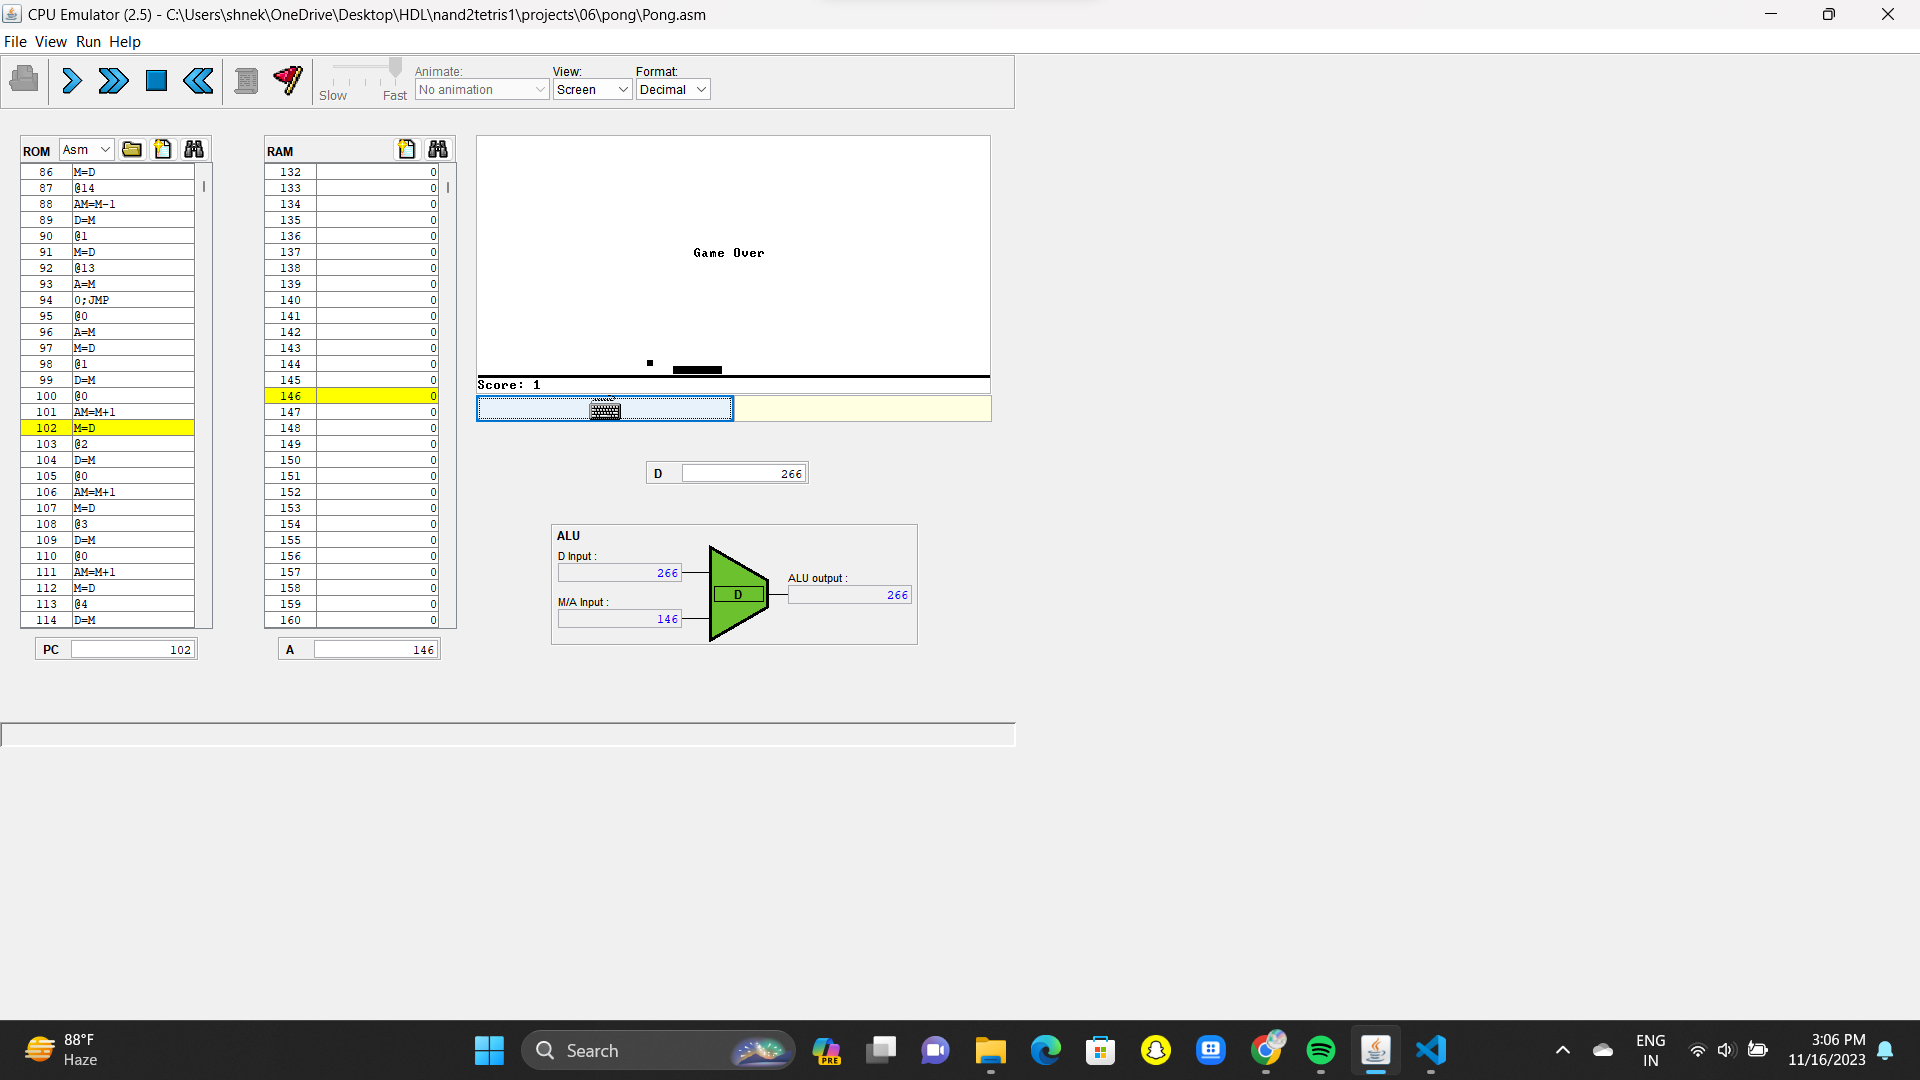 CPU Emulator (2.5) - C:\Users\shnek\OneDrive\Desktop\HDL\nand2tetris1\projects\06\pong\Pong.asm
File View Run Help
Slow Fast
Animate:
No animation
View:
Screen
Format:
Decimal
ROM Asm
86 M=D
87 @14
88 AM=M-1
89 D=M
90 @1
91 M=D
92 @13
93 A=M
94 0;JMP
95 @0
96 A=M
97 M=D
98 @1
99 D=M
100 @0
101 AM=M+1
102 M=D
103 @2
104 D=M
105 @0
106 AM=M+1
107 M=D
108 @3
109 D=M
110 @0
111 AM=M+1
112 M=D
113 @4
114 D=M
PC 102
RAM
132 0
133 0
134 0
135 0
136 0
137 0
138 0
139 0
140 0
141 0
142 0
143 0
144 0
145 0
146 0
147 0
148 0
149 0
150 0
151 0
152 0
153 0
154 0
155 0
156 0
157 0
158 0
159 0
160 0
A 146
Game Over
Score: 1
D 266
ALU
D Input :
266
M/A Input :
146
D
ALU output :
266
88°F
Haze
Search
PRE
ENG
IN
3:06 PM
11/16/2023